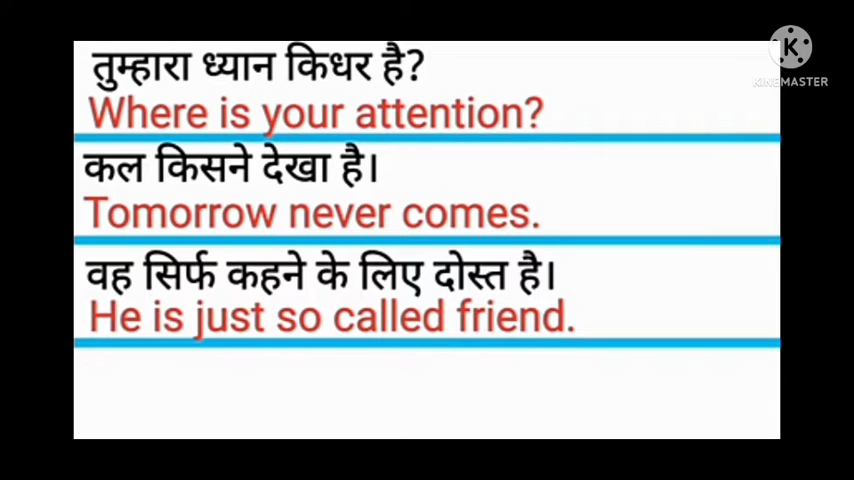 तुम्हारा ध्यान किधर है?
Where is your attention?
कल किसने देखा है।
Tomorrow never comes.
वह सिर्फ कहने के लिए दोस्त है।
He is just so called friend.
K
KINEMASTER